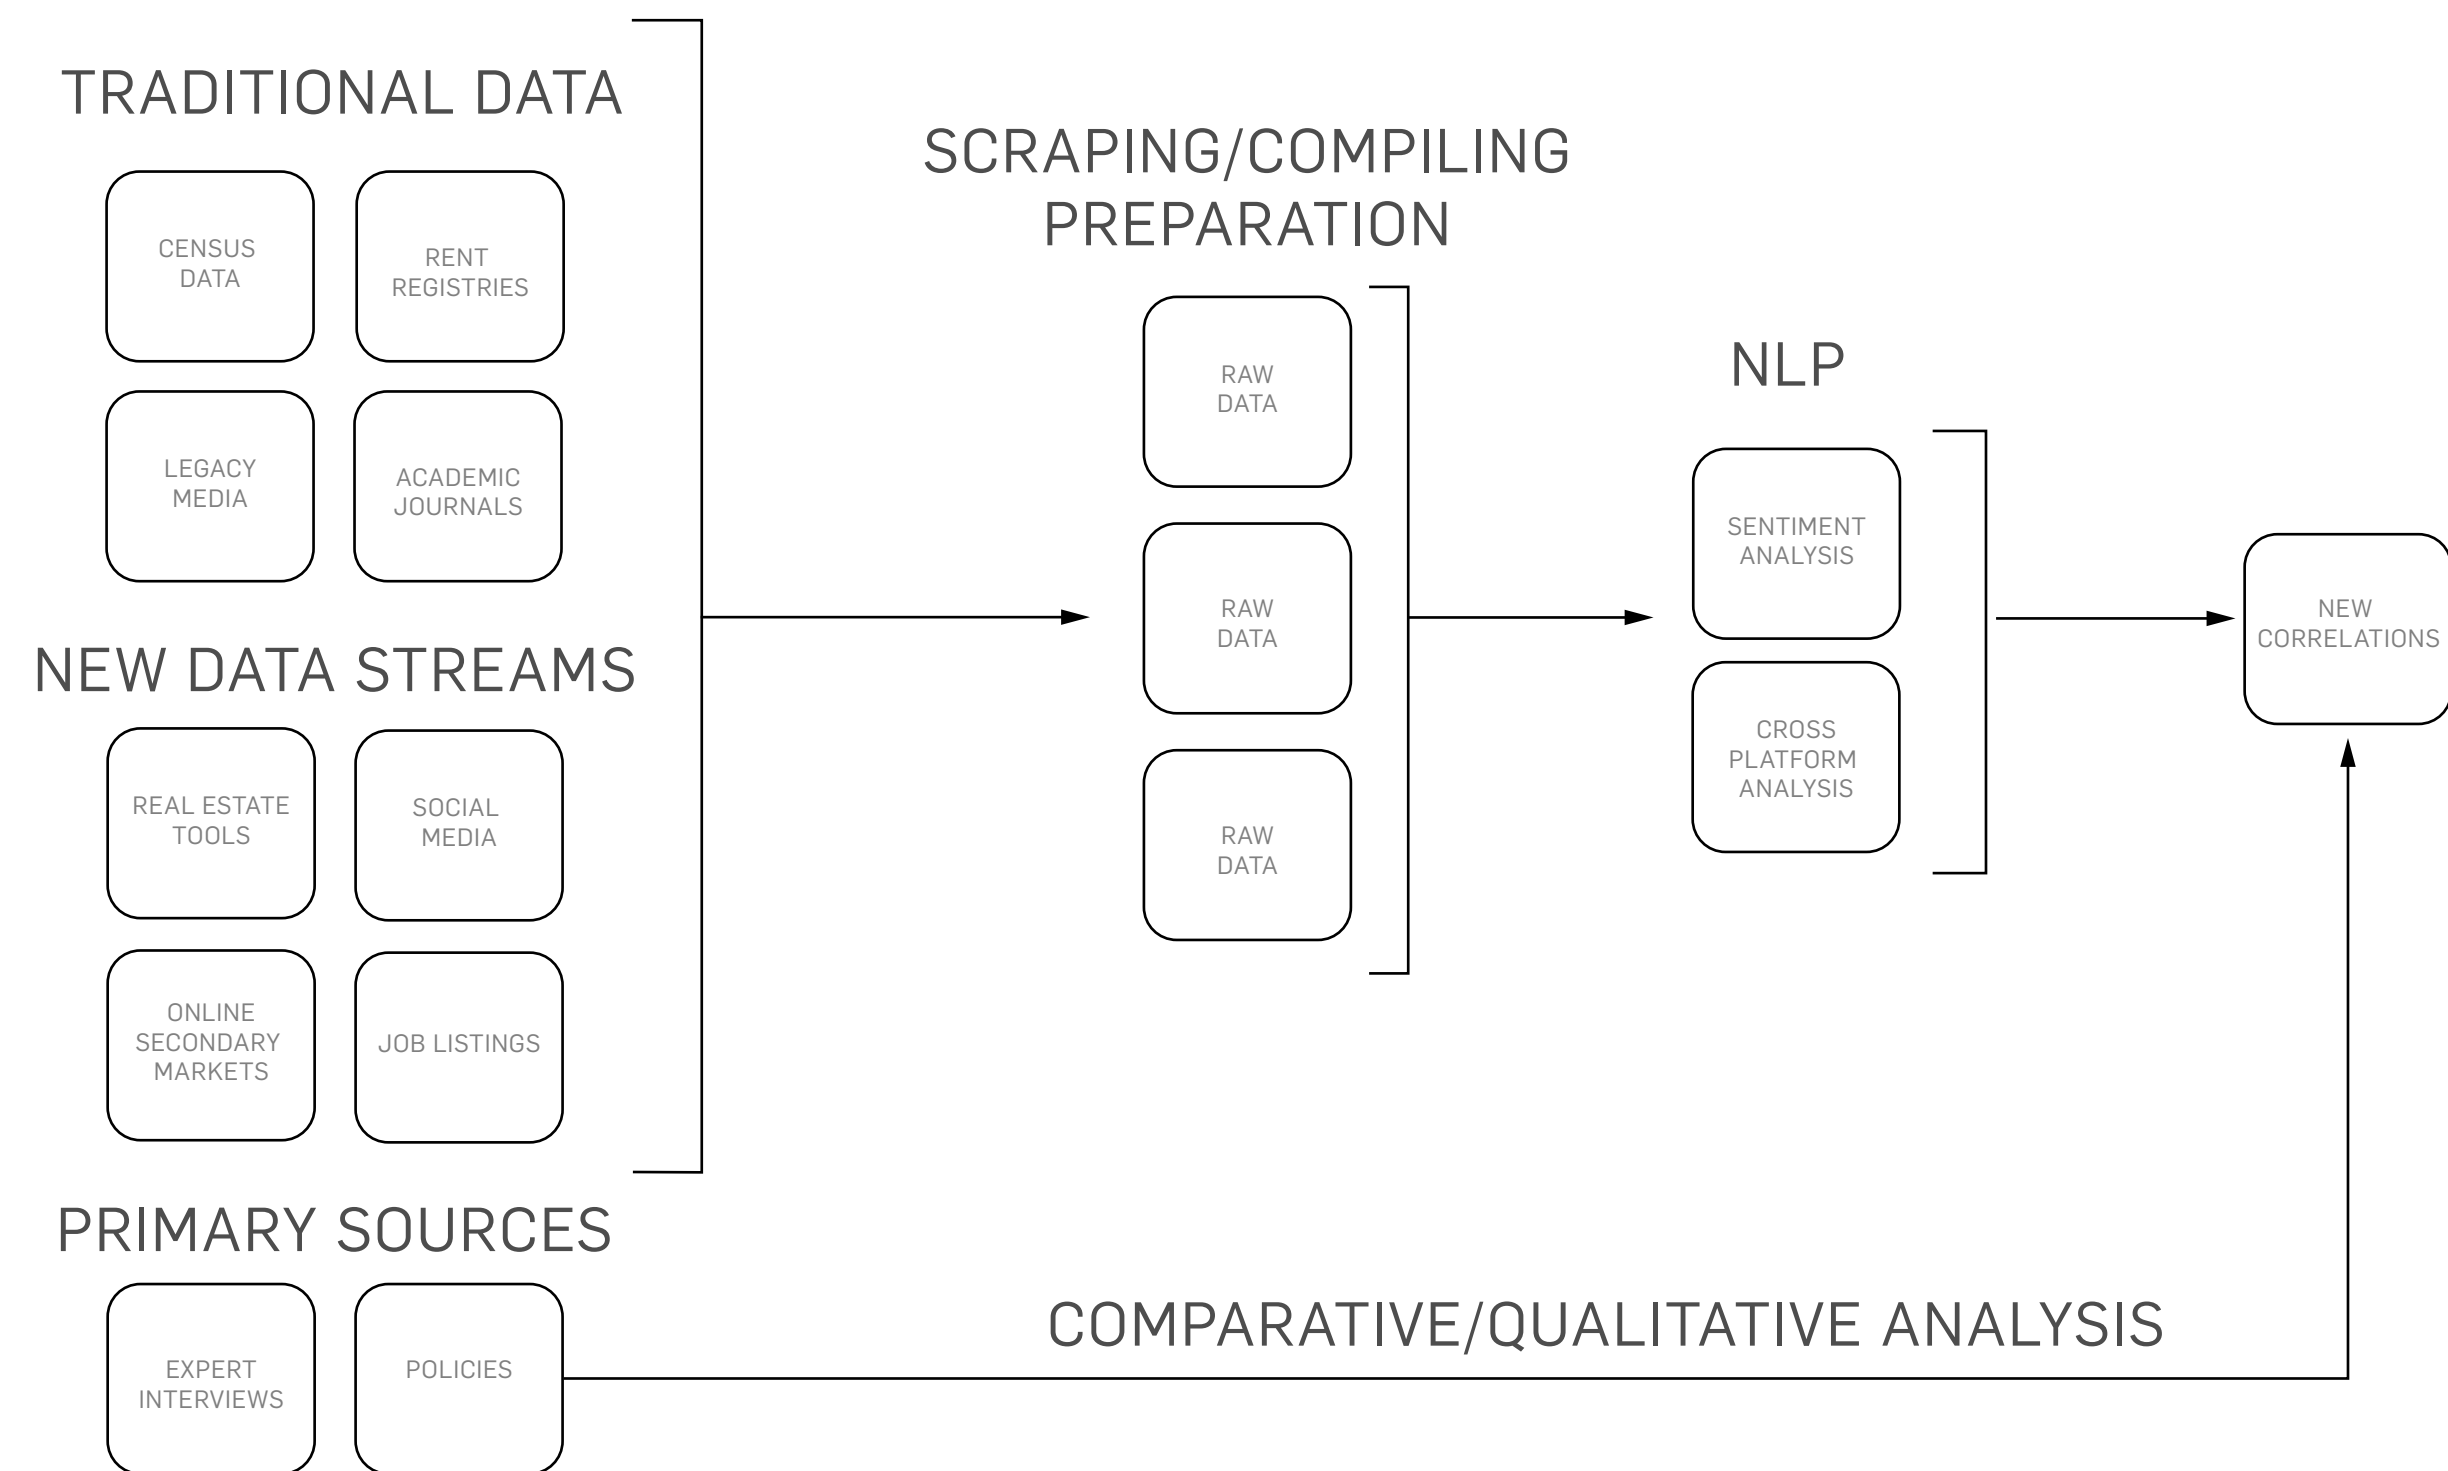 TRADITIONAL DATA
CENSUS
DATA
RENT
REGISTRIES
LEGACY
MEDIA
ACADEMIC
JOURNALS
NEW DATA STREAMS
REAL ESTATE
TOOLS
SOCIAL
MEDIA
ONLINE
SECONDARY
MARKETS
JOB LISTINGS
PRIMARY SOURCES
EXPERT
INTERVIEWS
POLICIES
SCRAPING/COMPILING
PREPARATION
RAW
DATA
RAW
DATA
RAW
DATA
NLP
SENTIMENT
ANALYSIS
CROSS
PLATFORM
ANALYSIS
NEW
CORRELATIONS
COMPARATIVE/QUALITATIVE ANALYSIS